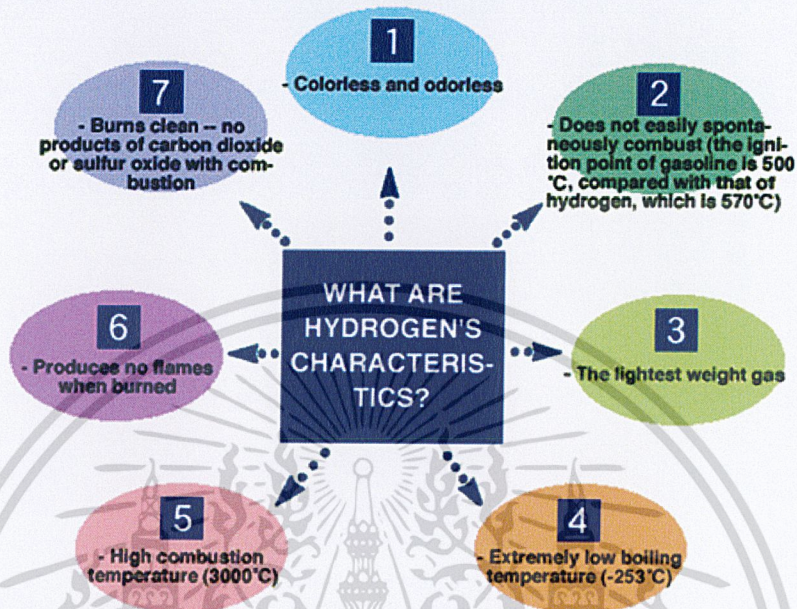 WHAT ARE
HYDROGEN'S
CHARACTERIS-
TICS?
1
- Colorless and odorless
2
- Does not easily sponta-
neously combust (the igni-
tion point of gasoline is 500
°C, compared with that of
hydrogen, which is 570°C)
3
- The lightest weight gas
4
- Extremely low boiling
temperature (-253°C)
5
- High combustion
temperature (3000°C)
6
- Produces no flames
when burned
7
- Burns clean -- no
products of carbon dioxide
or sulfur oxide with com-
bustion